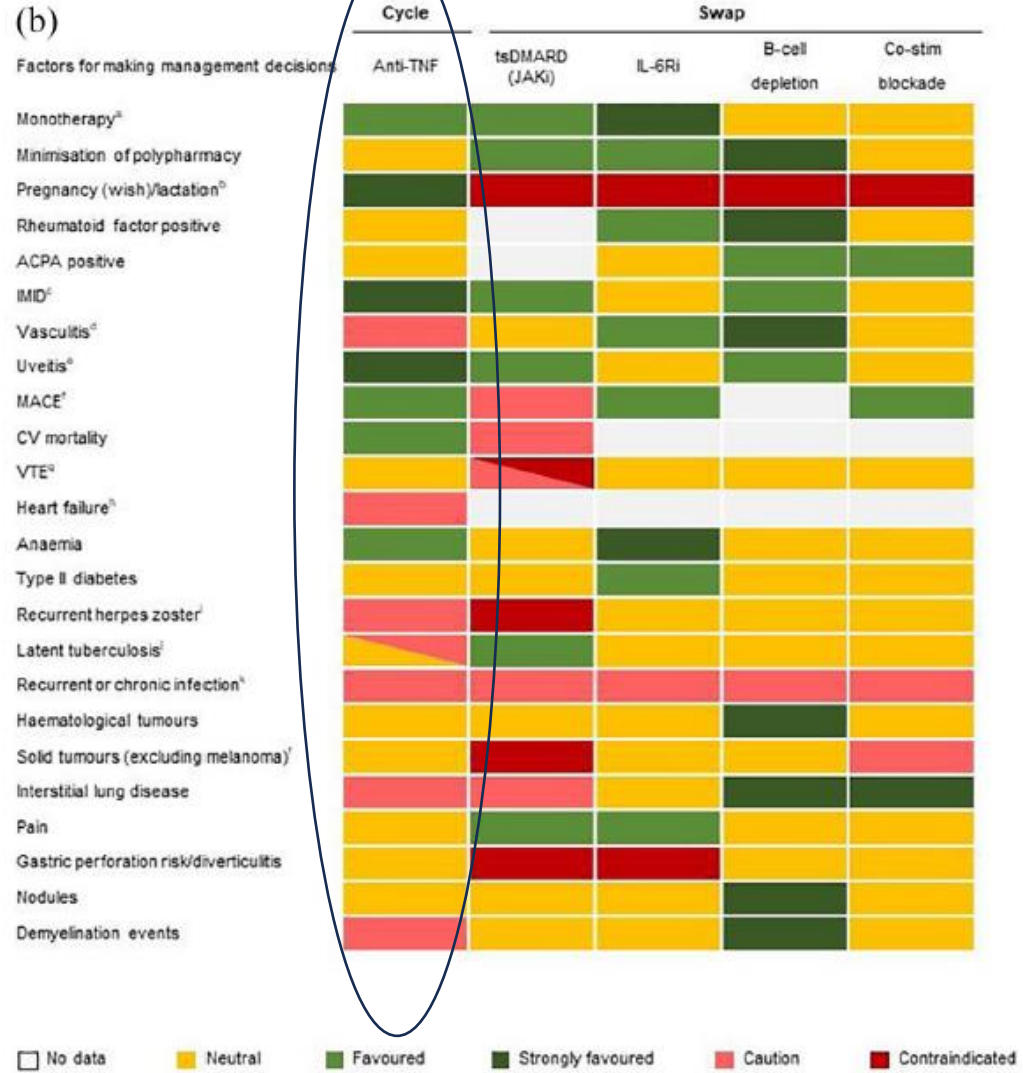 (b)
Cycle
Swap
Factors for making management decisions
Anti-TNF
tsDMARD
(JAKi)
IL-6Ri
B-cell
depletion
Co-stim
blockade
Monotherapyᵃ
Minimisation of polypharmacy
Pregnancy (wish)/lactationᵇ
Rheumatoid factor positive
ACPA positive
IMIDᶜ
Vasculitisᵈ
Uveitisᵉ
MACEᶠ
CV mortality
VTEᵍ
Heart failureʰ
Anaemia
Type II diabetes
Recurrent herpes zosterⁱ
Latent tuberculosisʲ
Recurrent or chronic infectionᵏ
Haematological tumours
Solid tumours (excluding melanoma)
Interstitial lung disease
Pain
Gastric perforation risk/diverticulitis
Nodules
Demyelination events
No data
Neutral
Favoured
Strongly favoured
Caution
Contraindicated